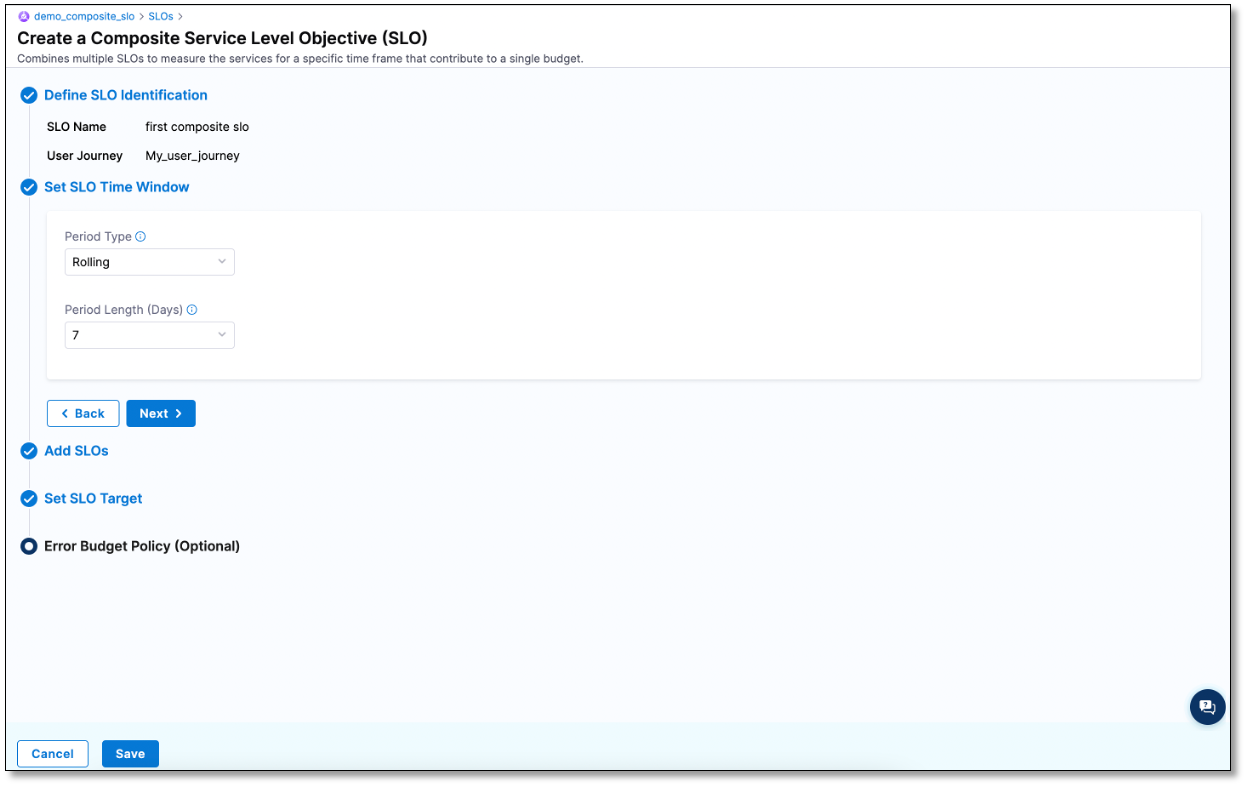 demo_composite_slo > SLOs >
Create a Composite Service Level Objective (SLO)
Combines multiple SLOs to measure the services for a specific time frame that contribute to a single budget.
Define SLO Identification
SLO Name first composite slo
User Journey My_user_journey
Set SLO Time Window
Period Type
Rolling
Period Length (Days)
7
Back Next
Add SLOs
Set SLO Target
Error Budget Policy (Optional)
Cancel Save